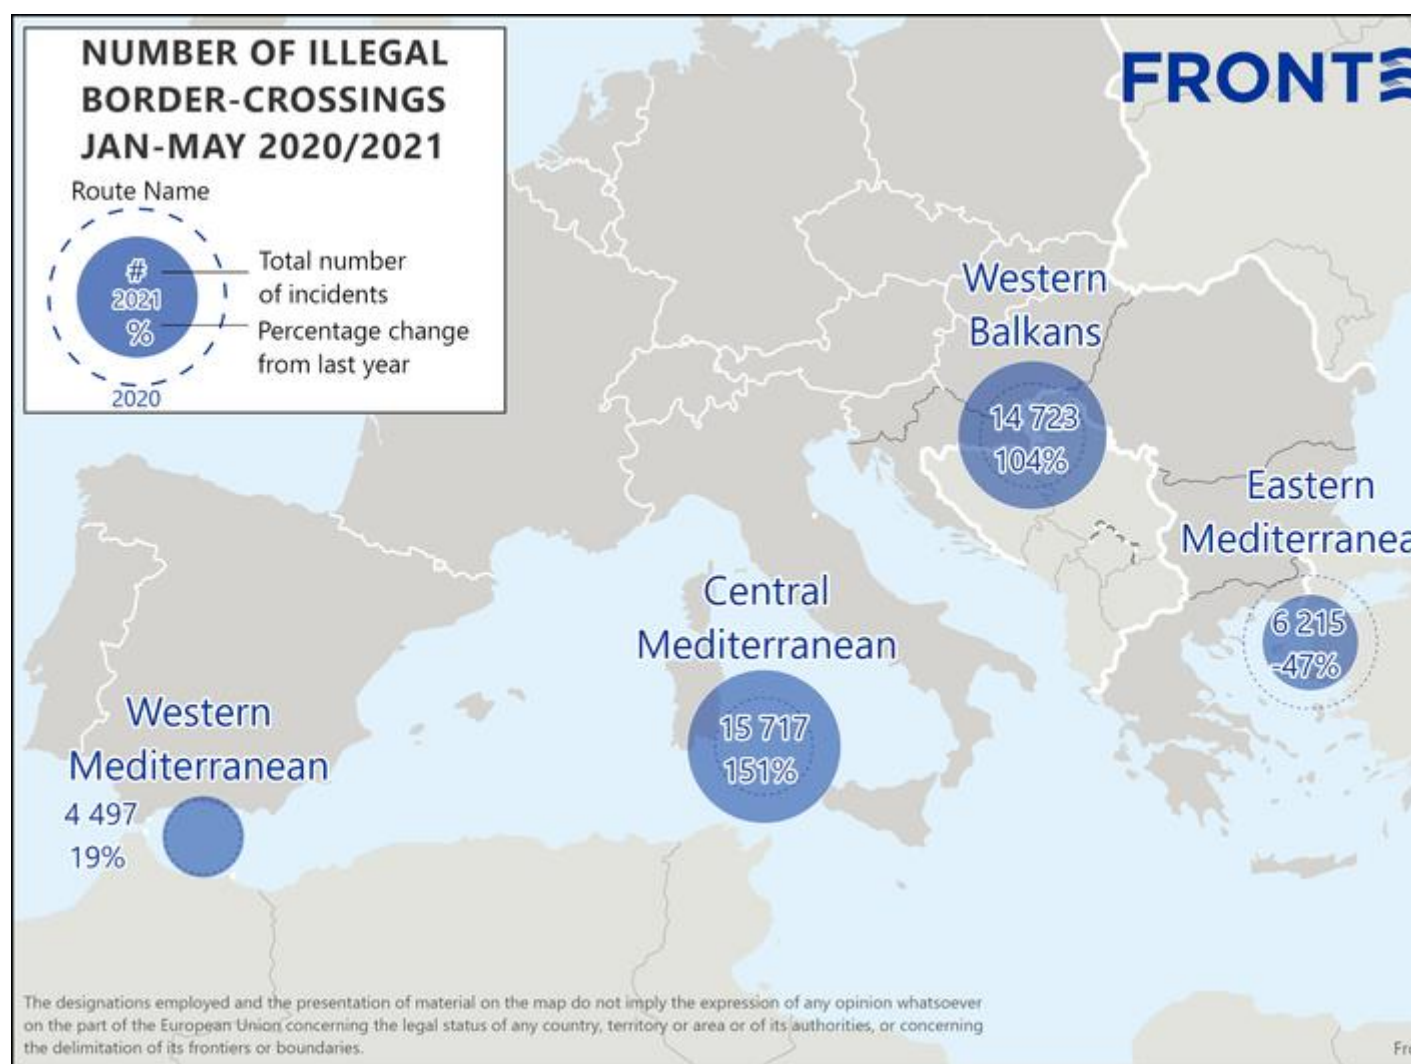 NUMBER OF ILLEGAL
BORDER-CROSSINGS
JAN-MAY 2020/2021
Route Name
#
2021
%
Total number
of incidents
Percentage change
from last year
2020
FRONTE
Western
Balkans
14 723
104%
Eastern
Mediterranea
6 215
-47%
Central
Mediterranean
15 717
151%
Western
Mediterranean
4 497
19%
The designations employed and the presentation of material on the map do not imply the expression of any opinion whatsoever
on the part of the European Union concerning the legal status of any country, territory or area or of its authorities, or concerning
the delimitation of its frontiers or boundaries.